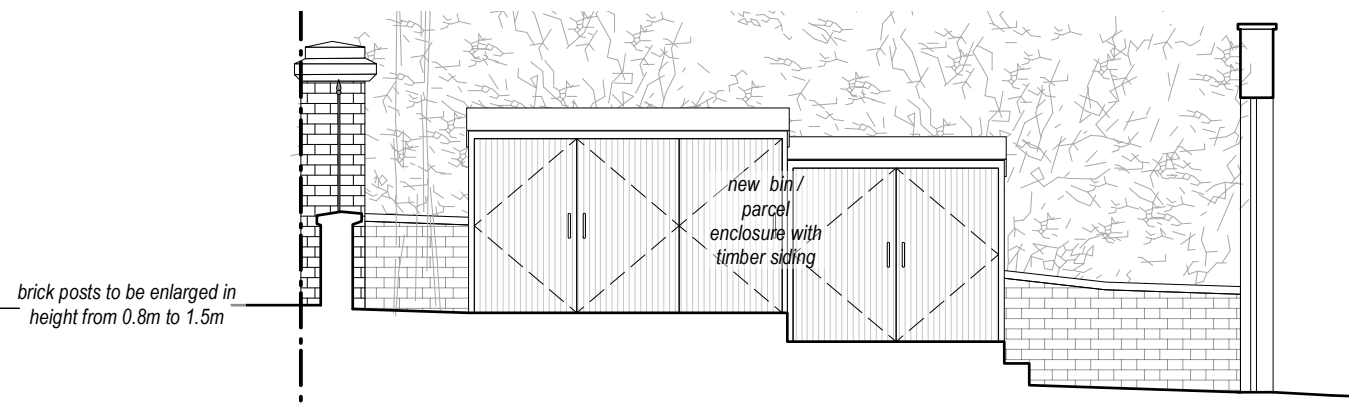 new bin /
parcel
enclosure with
timber siding
brick posts to be enlarged in
height from 0.8m to 1.5m